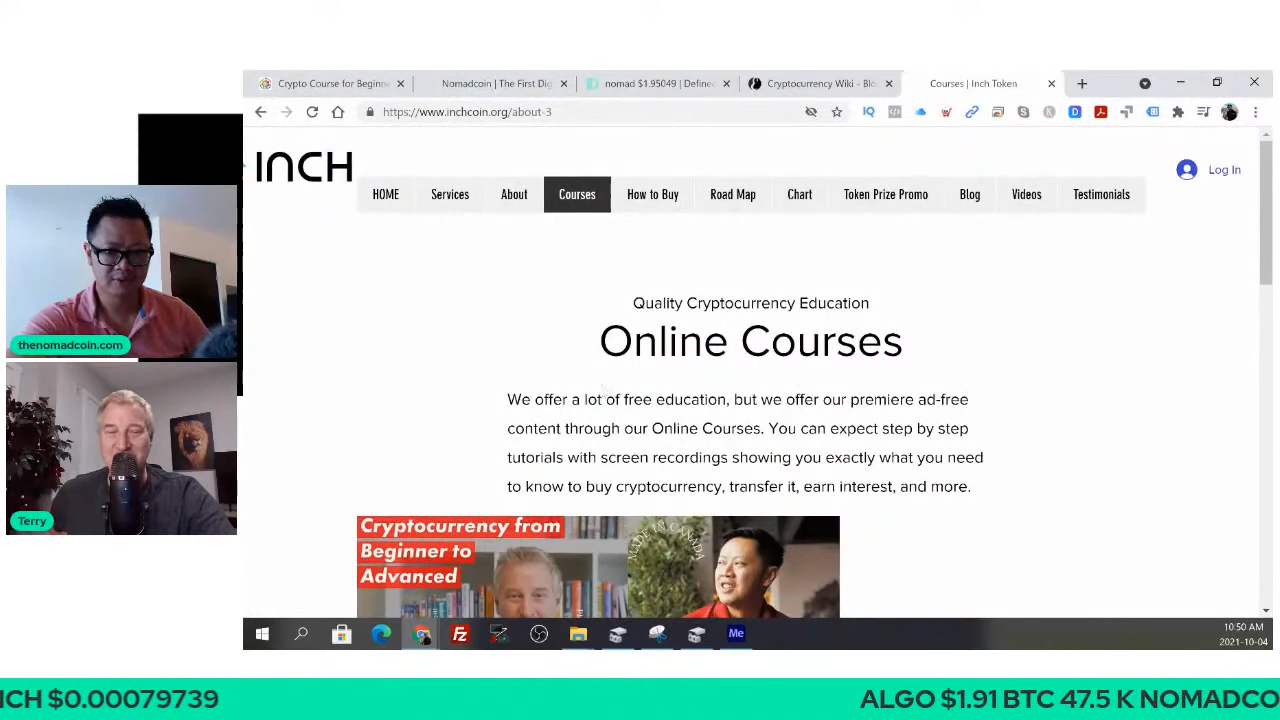 Crypto Course for Beginne
Nomadcoin | The First Dig
nomad $1.95049 | Define
Cryptocurrency Wiki - Blo
Courses | Inch Token
https://www.inchcoin.org/about-3
INCH
Log In
HOME
Services
About
Courses
How to Buy
Road Map
Chart
Token Prize Promo
Blog
Videos
Testimonials
Quality Cryptocurrency Education
Online Courses
We offer a lot of free education, but we offer our premiere ad-free
content through our Online Courses. You can expect step by step
tutorials with screen recordings showing you exactly what you need
to know to buy cryptocurrency, transfer it, earn interest, and more.
Cryptocurrency from
Beginner to
Advanced
MADE IN CANADA
thenomadcoin.com
Terry
Fz
Me
10:50 AM
2021-10-04
NCH $0.00079739
ALGO $1.91 BTC 47.5 K NOMADCO